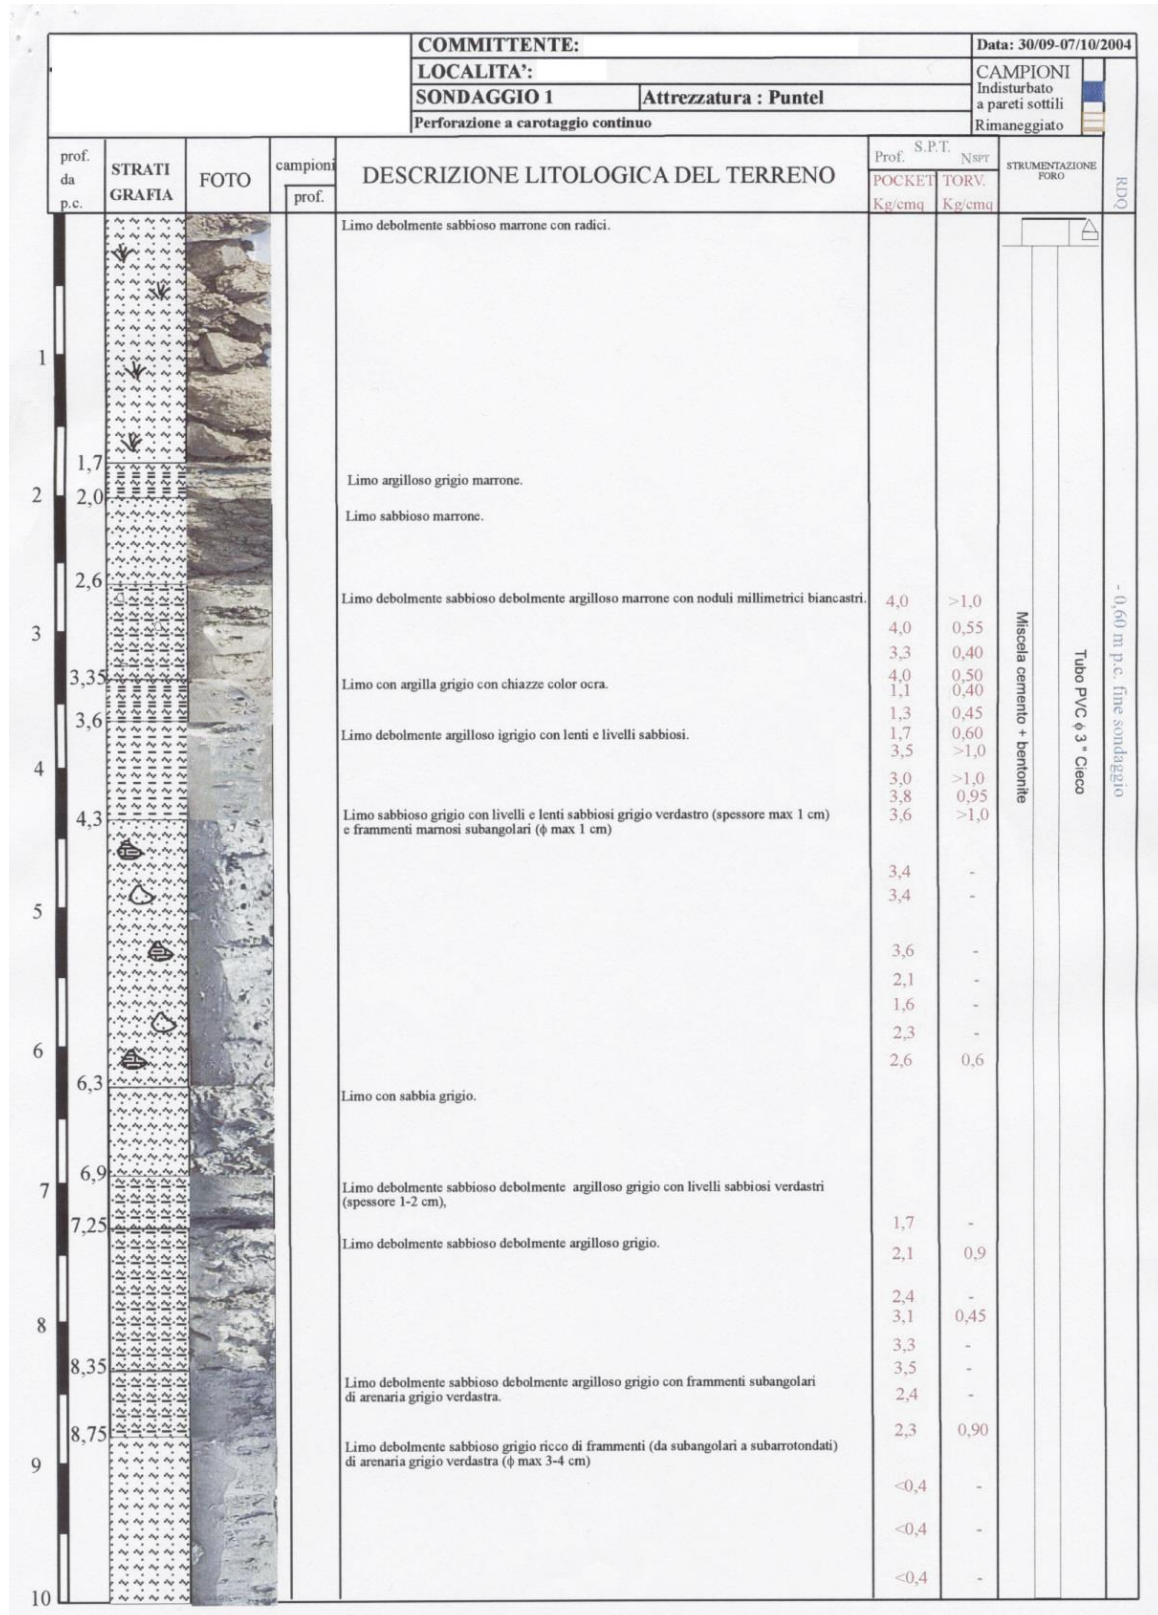 COMMITTENTE:
Data: 30/09-07/10/2004
LOCALITA’:
CAMPIONI
Indisturbato
a pareti sottili
Rimaneggiato
SONDAGGIO 1
Attrezzatura : Puntel
Perforazione a carotaggio continuo
prof.
da
p.c.
STRATI
GRAFIA
FOTO
campioni
prof.
DESCRIZIONE LITOLOGICA DEL TERRENO
S.P.T.
Prof. NSPT
POCKET TORV.
Kg/cmq Kg/cmq
STRUMENTAZIONE
FORO
RDQ
Limo debolmente sabbioso marrone con radici.
1
1,7
Limo argilloso grigio marrone.
2
2,0
Limo sabbioso marrone.
2,6
Limo debolmente sabbioso debolmente argilloso marrone con noduli millimetrici biancastri.
4,0 >1,0
4,0 0,55
3
3,3 0,40
3,35
4,0 0,50
Limo con argilla grigio con chiazze color ocra.
1,1 0,40
1,3 0,45
3,6
1,7 0,60
Limo debolmente argilloso igrigio con lenti e livelli sabbiosi.
3,5 >1,0
4
3,0 >1,0
3,8 0,95
4,3
Limo sabbioso grigio con livelli e lenti sabbiosi grigio verdastro (spessore max 1 cm)
e frammenti marnosi subangolari (ϕ max 1 cm)
3,6 >1,0
3,4 -
3,4 -
5
3,6 -
2,1 -
1,6 -
2,3 -
6
2,6 0,6
6,3
Limo con sabbia grigio.
6,9
7
Limo debolmente sabbioso debolmente argilloso grigio con livelli sabbiosi verdastri
(spessore 1-2 cm),
7,25
1,7 -
Limo debolmente sabbioso debolmente argilloso grigio.
2,1 0,9
2,4 -
3,1 0,45
8
3,3 -
8,35
3,5 -
Limo debolmente sabbioso debolmente argilloso grigio con frammenti subangolari
di arenaria grigio verdastra.
2,4 -
8,75
2,3 0,90
Limo debolmente sabbioso grigio ricco di frammenti (da subangolari a subarrotondati)
di arenaria grigio verdastra (ϕ max 3-4 cm)
9
<0,4 -
<0,4 -
<0,4 -
10
Miscela cemento + bentonite
Tubo PVC ϕ 3 " Cieco
- 0,60 m p.c. fine sondaggio